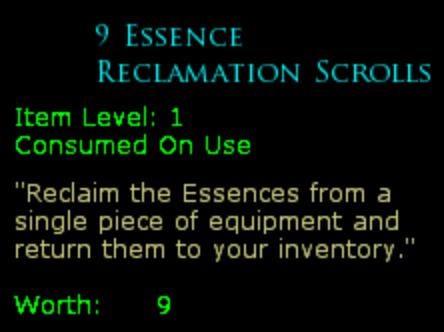 9 Essence
Reclamation Scrolls
Item Level: 1
Consumed On Use
"Reclaim the Essences from a
single piece of equipment and
return them to your inventory."
Worth: 9